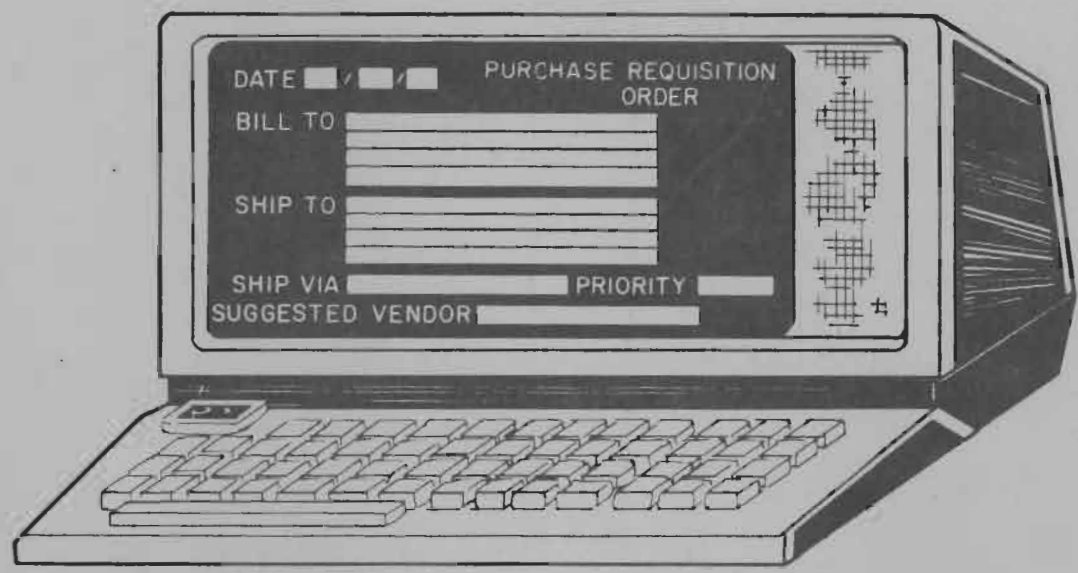 DATE / /
PURCHASE REQUISITION
ORDER
BILL TO
SHIP TO
SHIP VIA
PRIORITY
SUGGESTED VENDOR